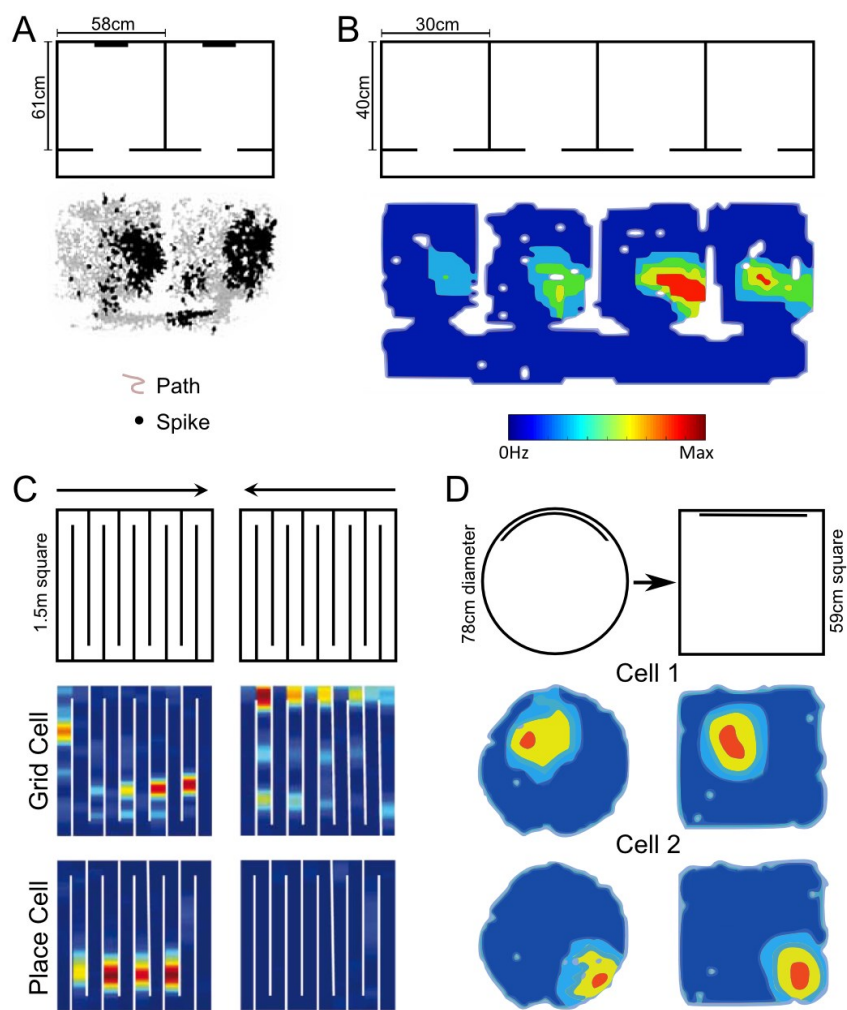 A
58cm
61cm
Path
Spike
B
30cm
40cm
0Hz
Max
C
1.5m square
Grid Cell
Place Cell
D
78cm diameter
59cm square
Cell 1
Cell 2